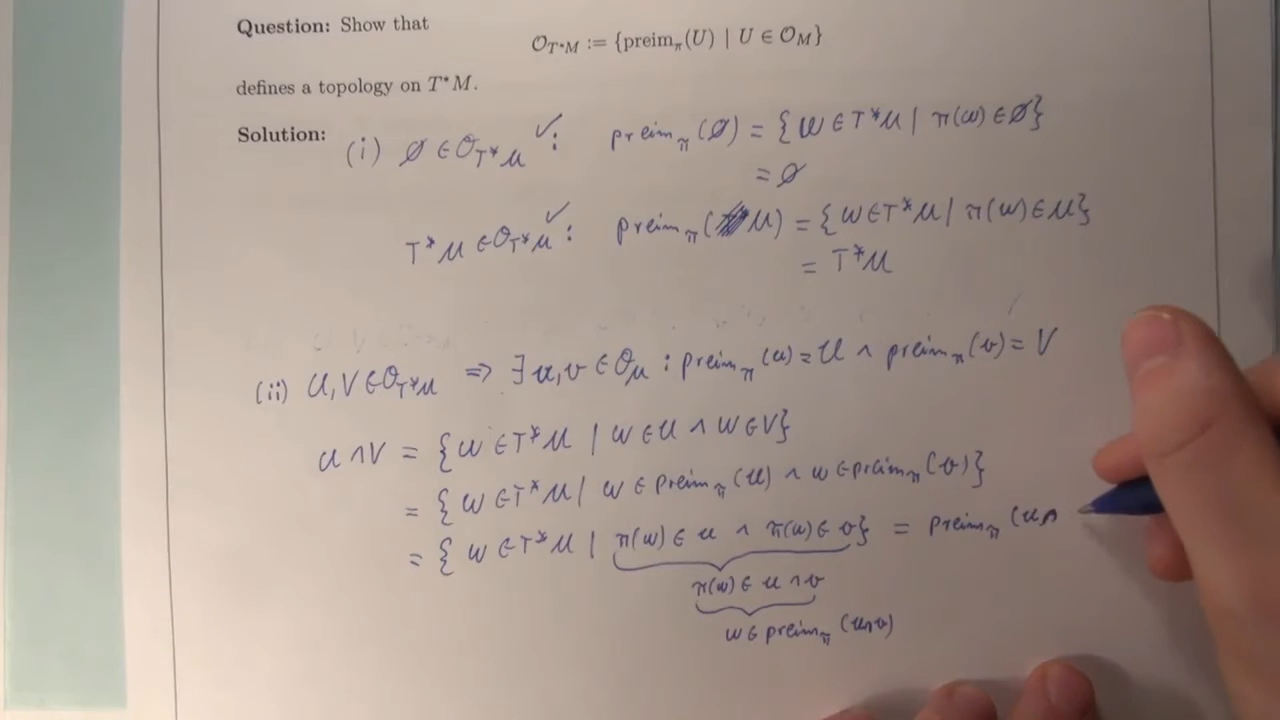 Question: Show that
𝒪_{T*M} := {preim_π(U) | U ∈ 𝒪_M}
defines a topology on T*M.
Solution: (i) ∅ ∈ 𝒪_{T*M} ✓ : preim_π(∅) = {ω ∈ T*M | π(ω) ∈ ∅}
= ∅
T*M ∈ 𝒪_{T*M} ✓ : preim_π(M) = {ω ∈ T*M | π(ω) ∈ M}
= T*M
(ii) U, V ∈ 𝒪_{T*M} ⇒ ∃ u, v ∈ 𝒪_M : preim_π(u) = U ∧ preim_π(v) = V
U ∩ V = {ω ∈ T*M | ω ∈ U ∧ ω ∈ V}
= {ω ∈ T*M | ω ∈ preim_π(u) ∧ ω ∈ preim_π(v)}
= {ω ∈ T*M | π(ω) ∈ u ∧ π(ω) ∈ v} = preim_π(u ∩
π(ω) ∈ u ∩ v
ω ∈ preim_π(u ∩ v)